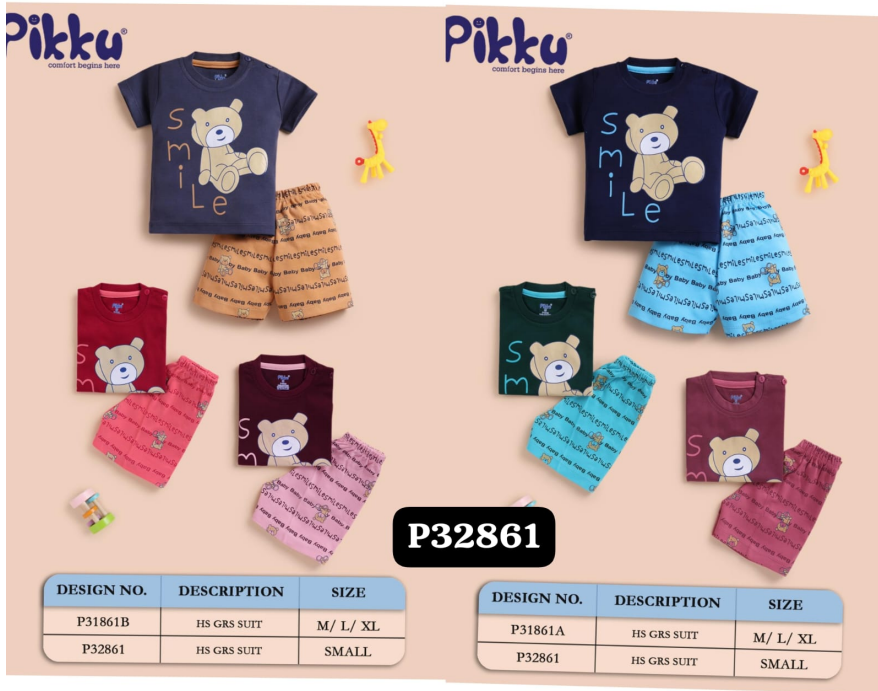 Pikku®
comfort begins here
Pikku®
comfort begins here
Smile
Smile
S
m
S
m
S
m
S
m
P32861
DESIGN NO. DESCRIPTION SIZE
P31861B HS GRS SUIT M/ L/ XL
P32861 HS GRS SUIT SMALL
DESIGN NO. DESCRIPTION SIZE
P31861A HS GRS SUIT M/ L/ XL
P32861 HS GRS SUIT SMALL